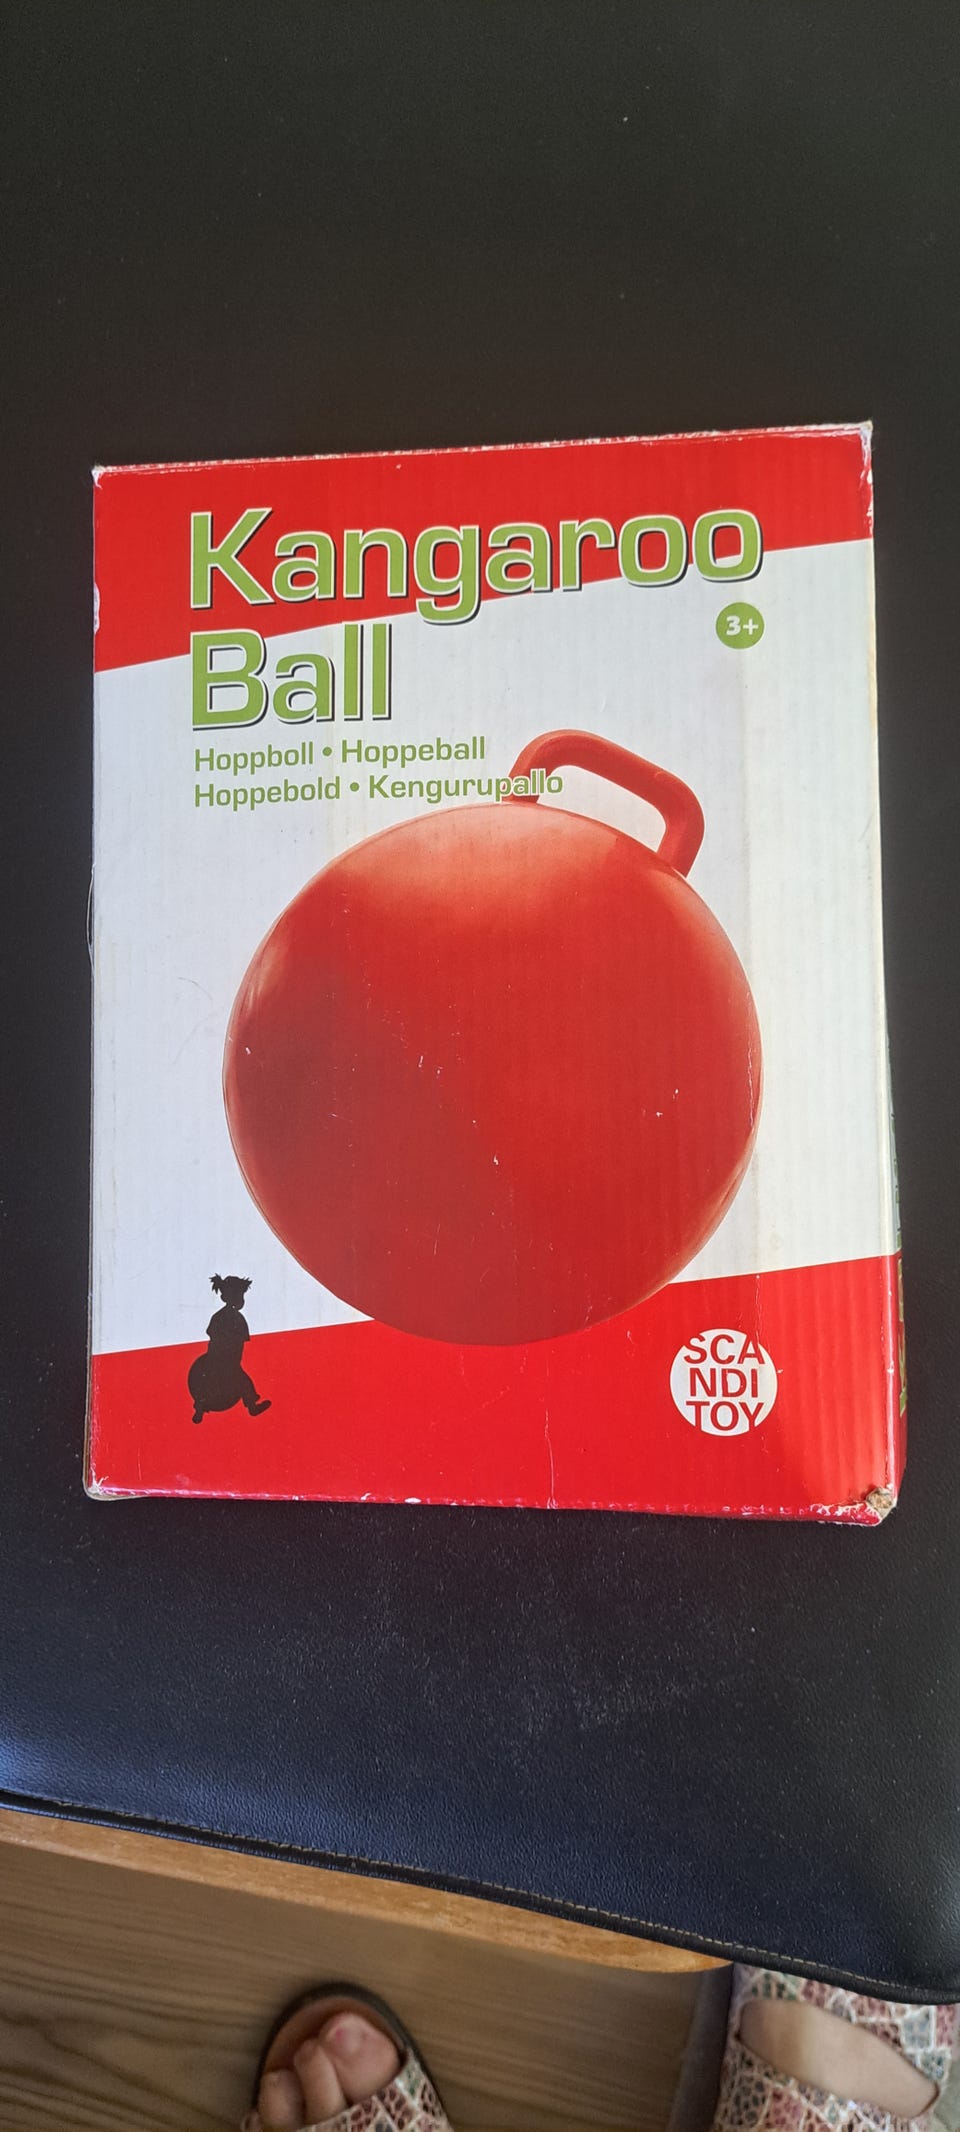 Kangaroo
Ball
3+
Hoppboll • Hoppeball
Hoppebold • Kengurupallo
SCA
NDI
TOY